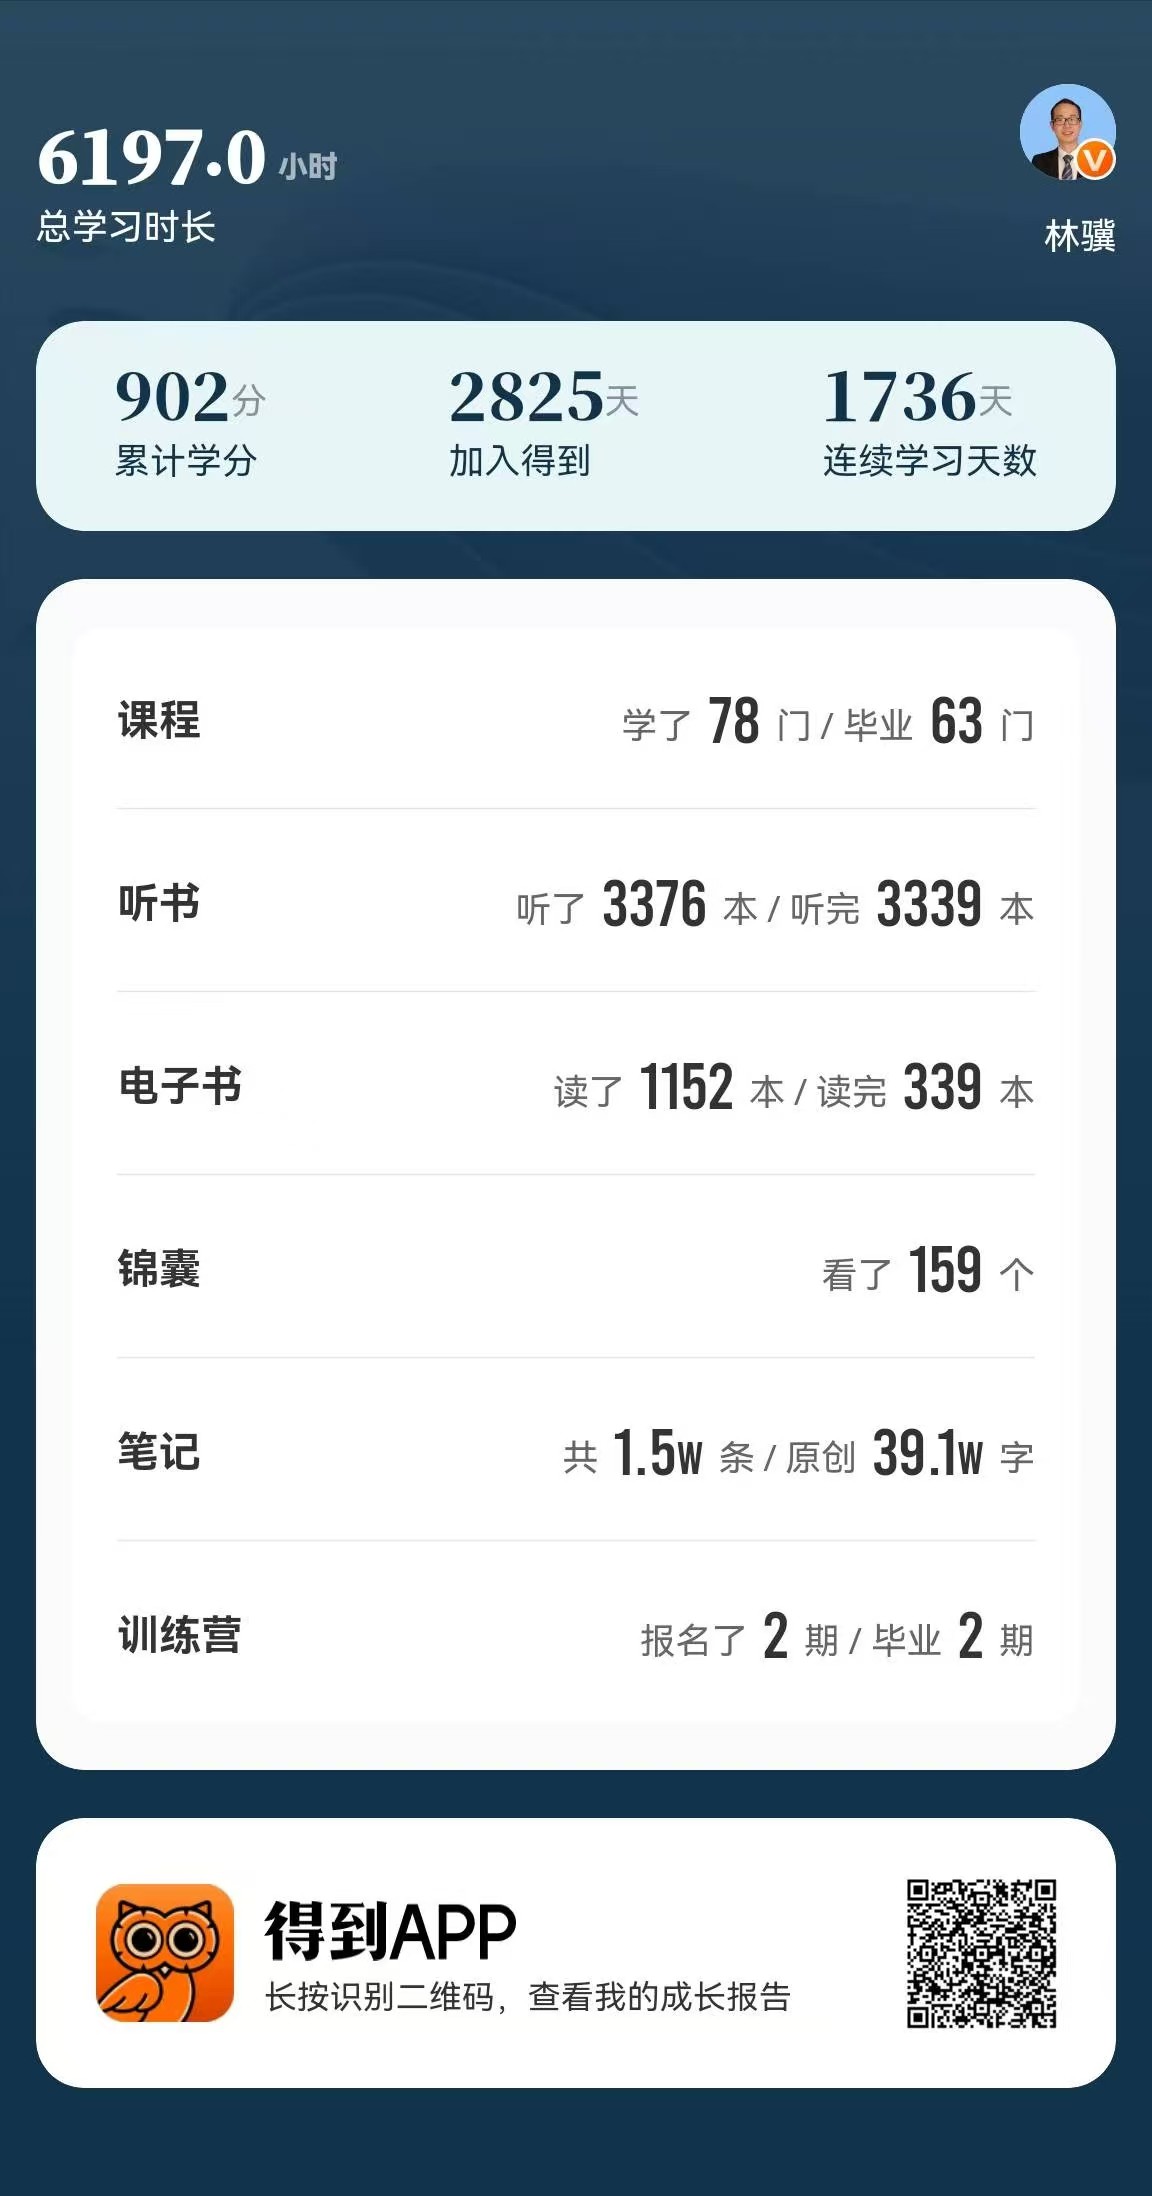 6197.0 小时
总学习时长
V
林骥
902分
累计学分
2825天
加入得到
1736天
连续学习天数
课程
学了 78 门 / 毕业 63 门
听书
听了 3376 本 / 听完 3339 本
电子书
读了 1152 本 / 读完 339 本
锦囊
看了 159 个
笔记
共 1.5w 条 / 原创 39.1w 字
训练营
报名了 2 期 / 毕业 2 期
得到APP
长按识别二维码，查看我的成长报告